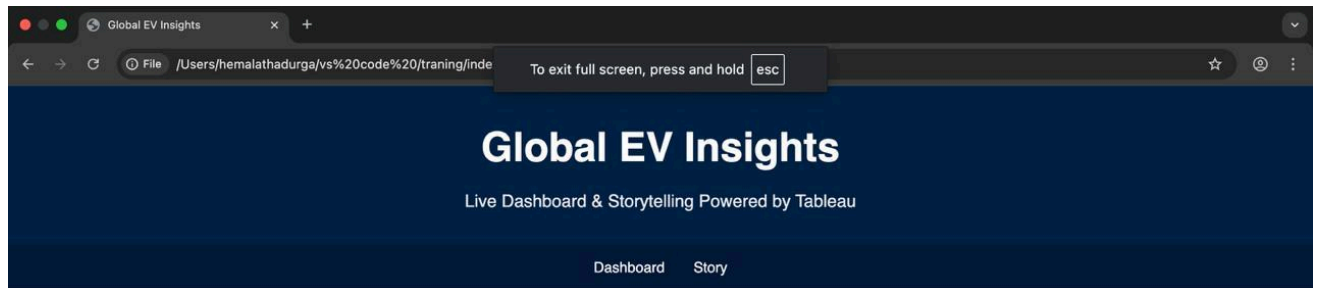 Global EV Insights
File /Users/hemalathadurga/vs%20code%20/traning/inde
To exit full screen, press and hold esc
Global EV Insights
Live Dashboard & Storytelling Powered by Tableau
Dashboard Story